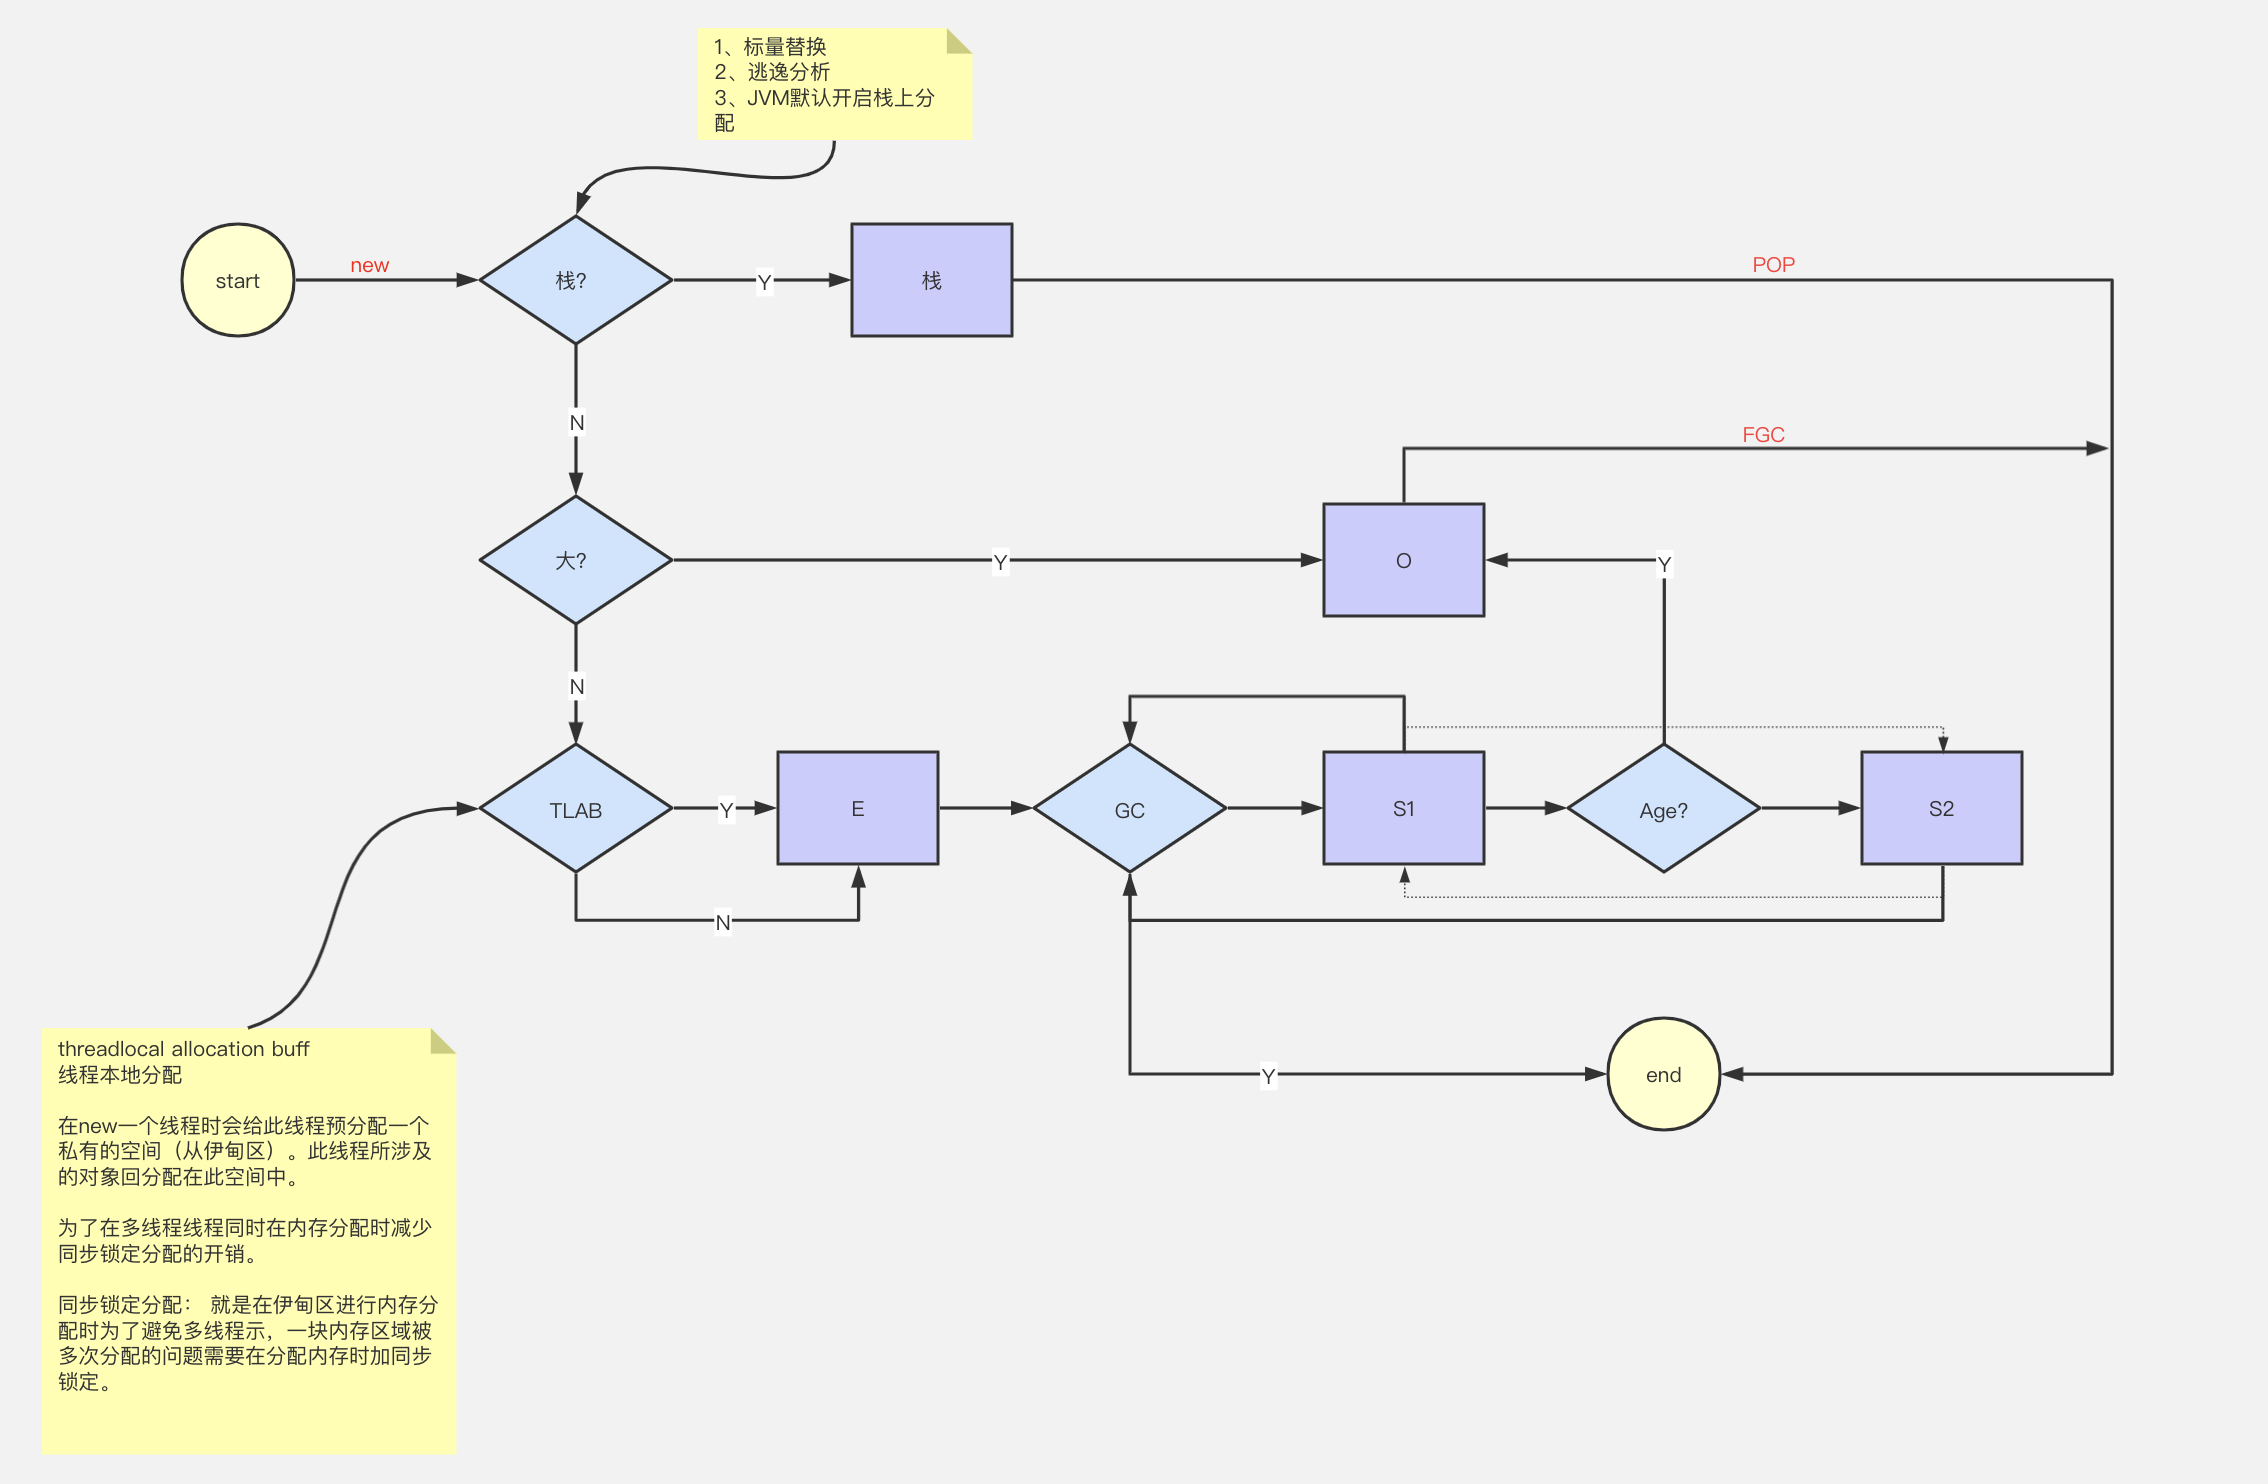 1、标量替换
2、逃逸分析
3、JVM默认开启栈上分
配
start
new
栈?
Y
栈
POP
N
FGC
大?
Y
O
Y
N
TLAB
Y
E
GC
S1
Age?
S2
N
Y
end
threadlocal allocation buff
线程本地分配
在new一个线程时会给此线程预分配一个
私有的空间（从伊甸区）。此线程所涉及
的对象回分配在此空间中。
为了在多线程线程同时在内存分配时减少
同步锁定分配的开销。
同步锁定分配： 就是在伊甸区进行内存分
配时为了避免多线程示，一块内存区域被
多次分配的问题需要在分配内存时加同步
锁定。